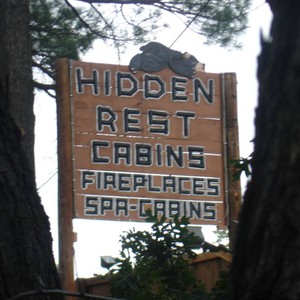 HIDDEN
REST
CABINS
FIREPLACES
SPA-CABINS